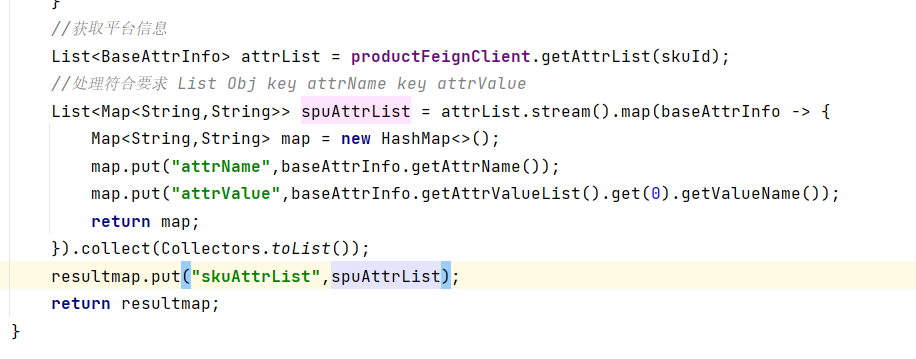 }
//获取平台信息
List<BaseAttrInfo> attrList = productFeignClient.getAttrList(skuId);
//处理符合要求 List Obj key attrName key attrValue
List<Map<String,String>> spuAttrList = attrList.stream().map(baseAttrInfo -> {
Map<String,String> map = new HashMap<>();
map.put("attrName",baseAttrInfo.getAttrName());
map.put("attrValue",baseAttrInfo.getAttrValueList().get(0).getValueName());
return map;
}).collect(Collectors.toList());
resultmap.put("skuAttrList",spuAttrList);
return resultmap;
}